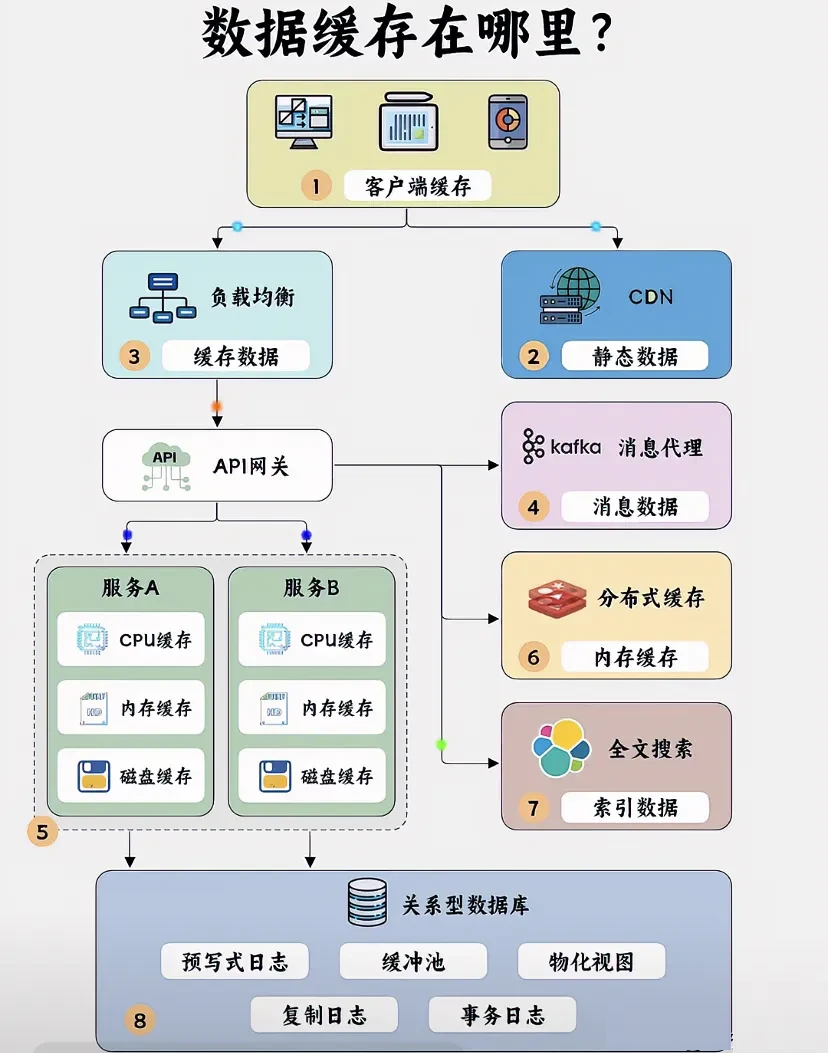 数据缓存在哪里?
1 客户端缓存
负载均衡
3 缓存数据
CDN
2 静态数据
API
API网关
kafka 消息代理
4 消息数据
服务A
CPU缓存
内存缓存
磁盘缓存
服务B
CPU缓存
内存缓存
磁盘缓存
5
分布式缓存
6 内存缓存
全文搜索
7 索引数据
关系型数据库
预写式日志 缓冲池 物化视图
8 复制日志 事务日志